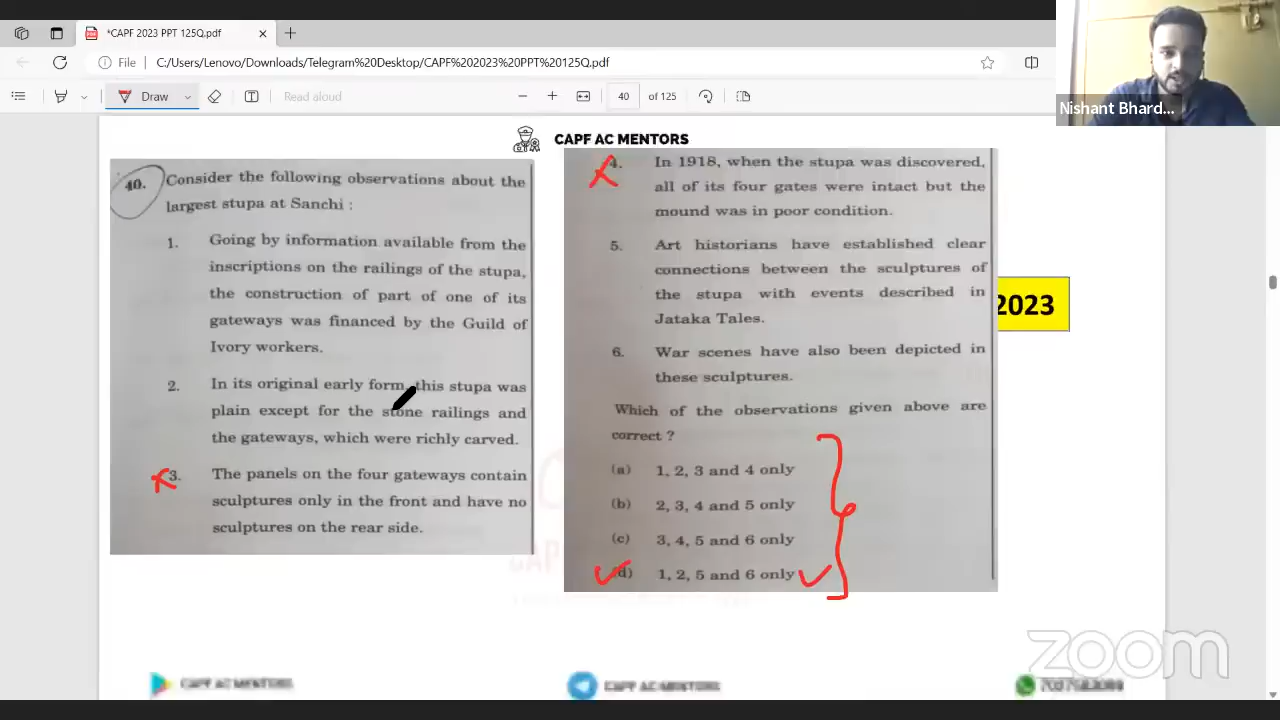 *CAPF 2023 PPT 125Q.pdf
File C:/Users/Lenovo/Downloads/Telegram%20Desktop/CAPF%202023%20PPT%20125Q.pdf
Draw Read aloud 40 of 125
Nishant Bhard...
CAPF AC MENTORS
40. Consider the following observations about the
largest stupa at Sanchi :
1. Going by information available from the
inscriptions on the railings of the stupa,
the construction of part of one of its
gateways was financed by the Guild of
Ivory workers.
2. In its original early form, this stupa was
plain except for the stone railings and
the gateways, which were richly carved.
3. The panels on the four gateways contain
sculptures only in the front and have no
sculptures on the rear side.
4. In 1918, when the stupa was discovered,
all of its four gates were intact but the
mound was in poor condition.
5. Art historians have established clear
connections between the sculptures of
the stupa with events described in
Jataka Tales.
6. War scenes have also been depicted in
these sculptures.
Which of the observations given above are
correct ?
(a) 1, 2, 3 and 4 only
(b) 2, 3, 4 and 5 only
(c) 3, 4, 5 and 6 only
(d) 1, 2, 5 and 6 only
2023
CAPF AC MENTORS
CAPF AC MENTORS
zoom